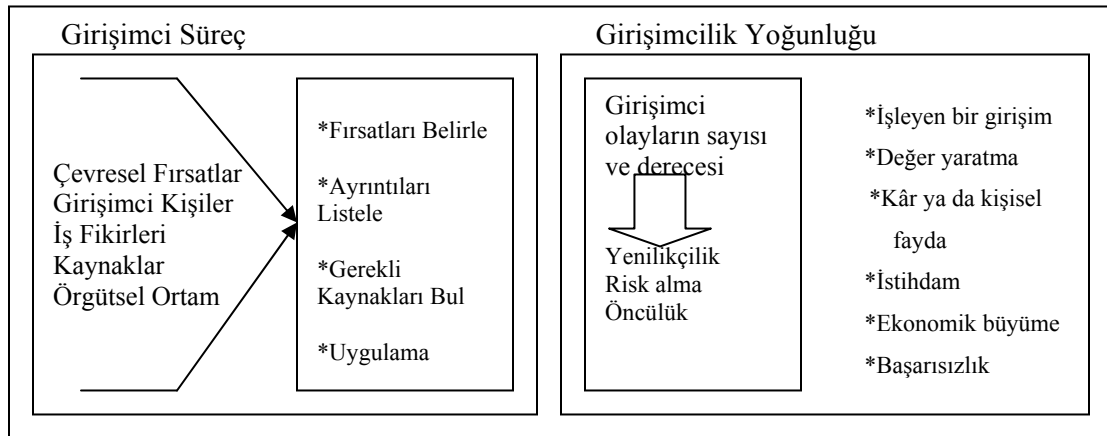 Girişimci Süreç
Çevresel Fırsatlar
Girişimci Kişiler
İş Fikirleri
Kaynaklar
Örgütsel Ortam
*Fırsatları Belirle
*Ayrıntıları
Listele
*Gerekli
Kaynakları Bul
*Uygulama
Girişimcilik Yoğunluğu
Girişimci
olayların sayısı
ve derecesi
Yenilikçilik
Risk alma
Öncülük
*İşleyen bir girişim
*Değer yaratma
*Kâr ya da kişisel
fayda
*İstihdam
*Ekonomik büyüme
*Başarısızlık